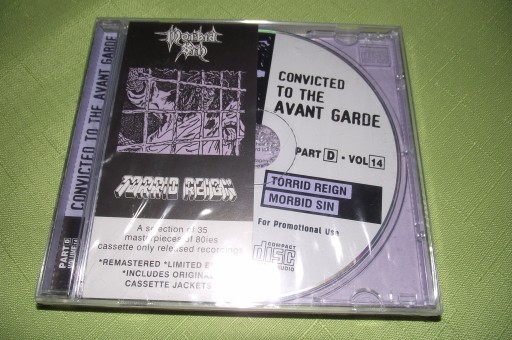 CONVICTED TO THE AVANT GARDE
PART D
Morbid
Sin
TORRID REIGN
A selection of 35
masterpieces of 80ies
cassette only released recordings
*REMASTERED *LIMITED E
*INCLUDES ORIGINA
CASSETTE JACKETS
CONVICTED
TO THE
AVANT GARDE
PART D · VOL 14
TORRID REIGN
MORBID SIN
For Promotional Use
COMPACT
disc
AUDIO